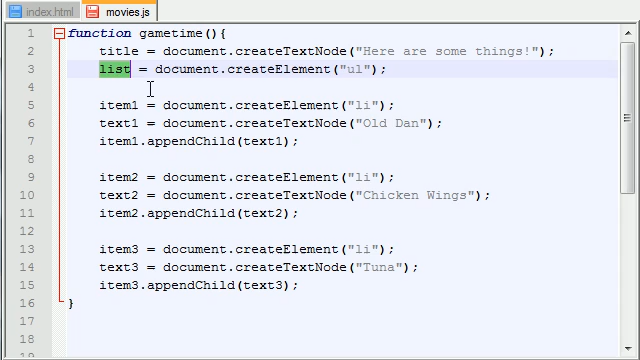 index.html movies.js
1 function gametime(){
2 title = document.createTextNode("Here are some things!");
3 list = document.createElement("ul");
4
5 item1 = document.createElement("li");
6 text1 = document.createTextNode("Old Dan");
7 item1.appendChild(text1);
8
9 item2 = document.createElement("li");
10 text2 = document.createTextNode("Chicken Wings");
11 item2.appendChild(text2);
12
13 item3 = document.createElement("li");
14 text3 = document.createTextNode("Tuna");
15 item3.appendChild(text3);
16 }
17
18
19